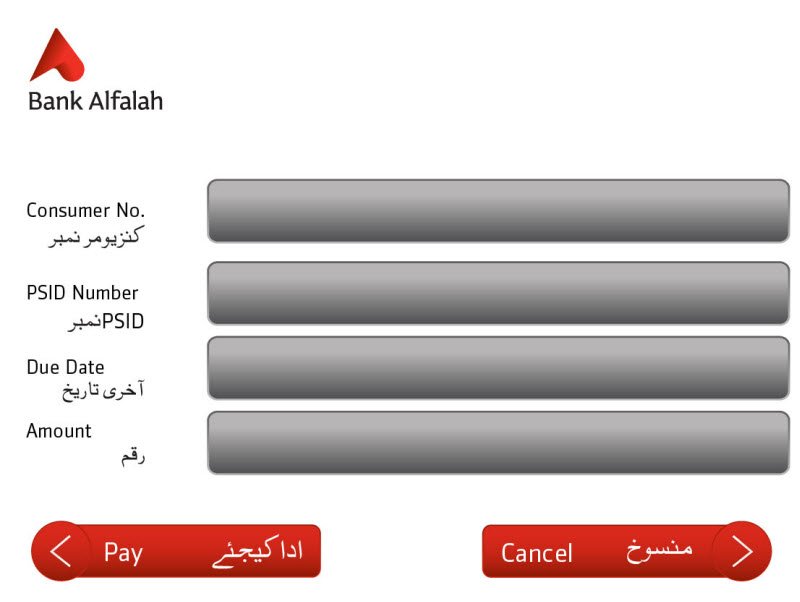 Bank Alfalah
Consumer No.
کنزیومر نمبر
PSID Number
PSIDنمبر
Due Date
آخری تاریخ
Amount
رقم
Pay ادا کیجئے
Cancel منسوخ